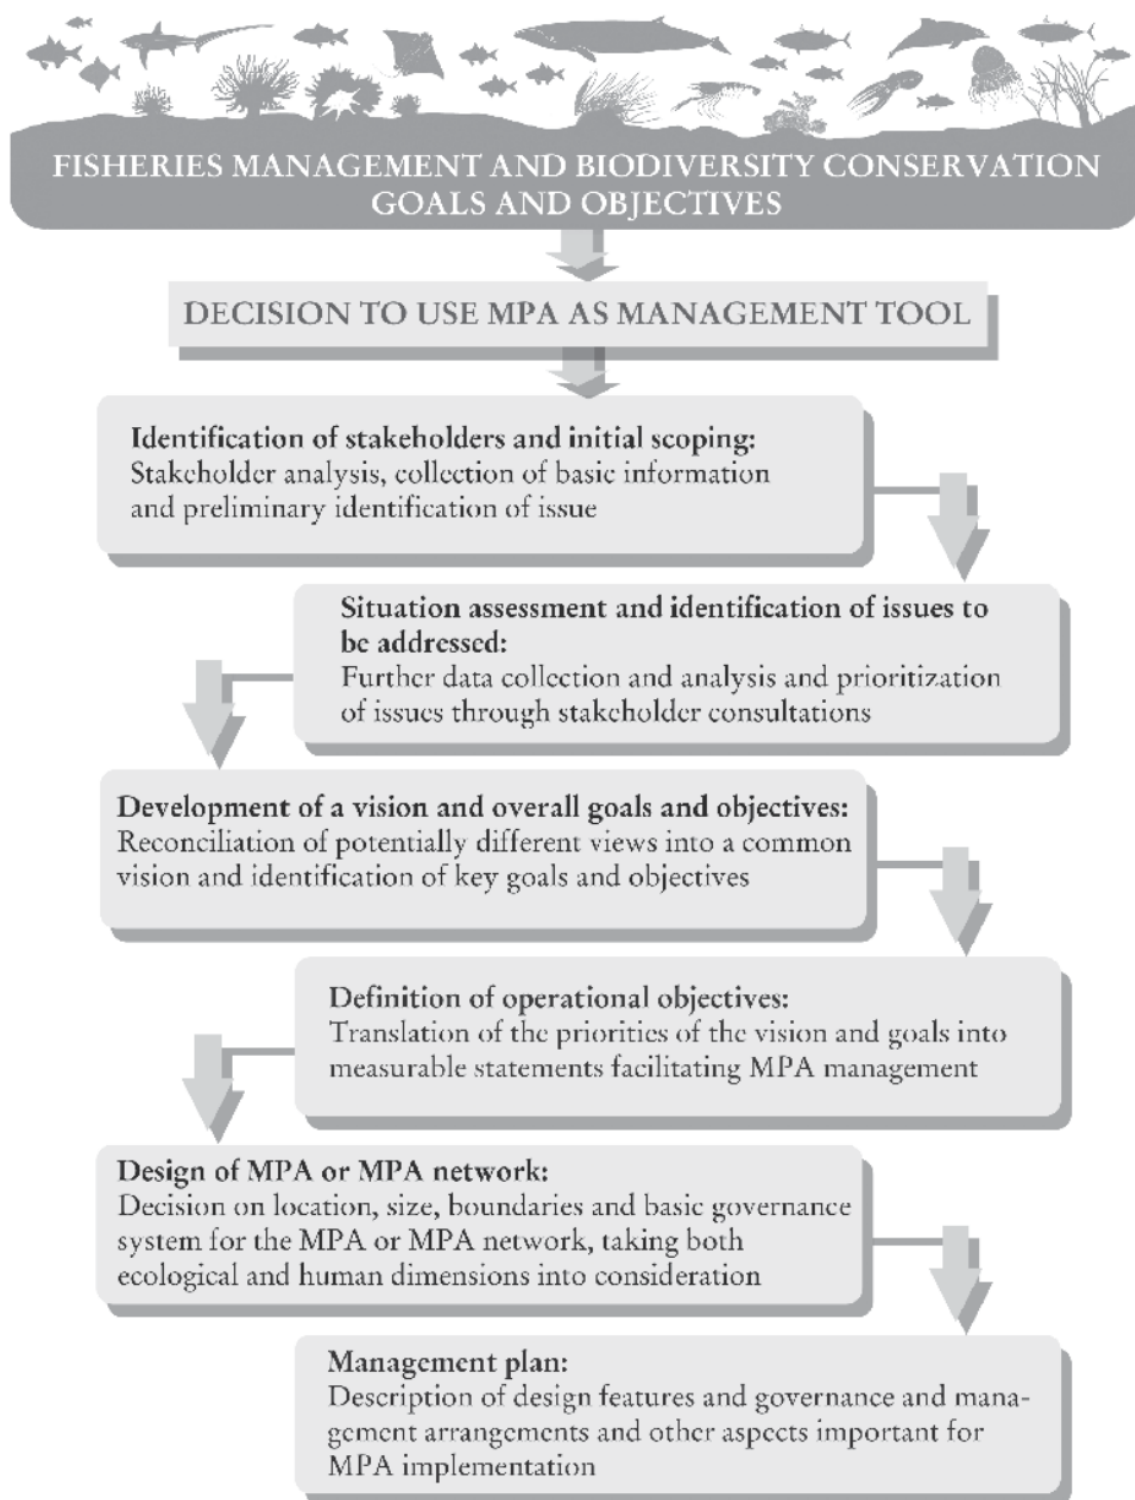 FISHERIES MANAGEMENT AND BIODIVERSITY CONSERVATION
GOALS AND OBJECTIVES
DECISION TO USE MPA AS MANAGEMENT TOOL
Identification of stakeholders and initial scoping:
Stakeholder analysis, collection of basic information
and preliminary identification of issue
Situation assessment and identification of issues to
be addressed:
Further data collection and analysis and prioritization
of issues through stakeholder consultations
Development of a vision and overall goals and objectives:
Reconciliation of potentially different views into a common
vision and identification of key goals and objectives
Definition of operational objectives:
Translation of the priorities of the vision and goals into
measurable statements facilitating MPA management
Design of MPA or MPA network:
Decision on location, size, boundaries and basic governance
system for the MPA or MPA network, taking both
ecological and human dimensions into consideration
Management plan:
Description of design features and governance and mana-
gement arrangements and other aspects important for
MPA implementation